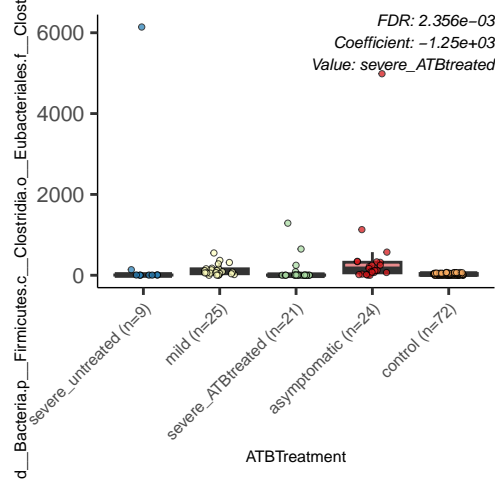 FDR: 2.356e−03
Coefficient: −1.25e+03
Value: severe_ATBtreated
d__Bacteria.p__Firmicutes.c__Clostridia.o__Eubacteriales.f__Clost
6000
4000
2000
0
severe_untreated (n=9)
mild (n=25)
severe_ATBtreated (n=21)
asymptomatic (n=24)
control (n=72)
ATBTreatment